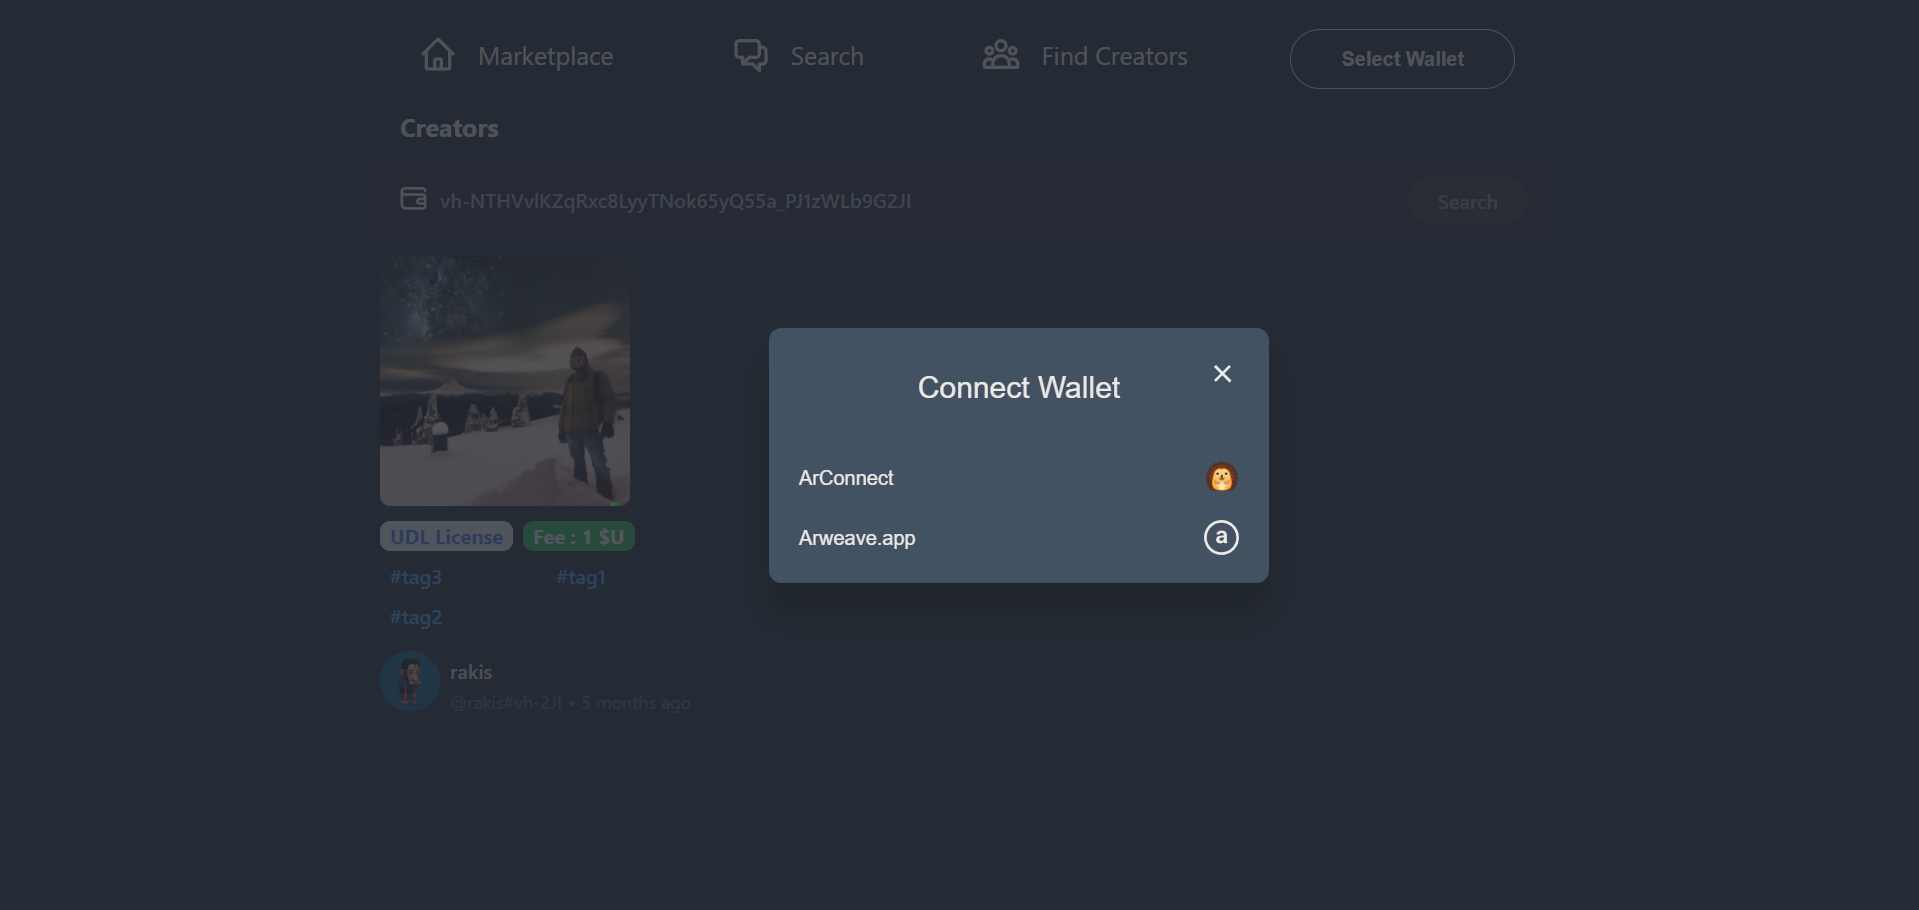 Marketplace
Search
Find Creators
Select Wallet
Creators
vh-NTHVvlKZqRxc8LyyTNok65yQ55a_PJ1zWLb9G2JI
Search
Connect Wallet
ArConnect
Arweave.app
a
UDL License
Fee : 1 $U
#tag3
#tag1
#tag2
rakis
@rakis#vh-2JI • 5 months ago